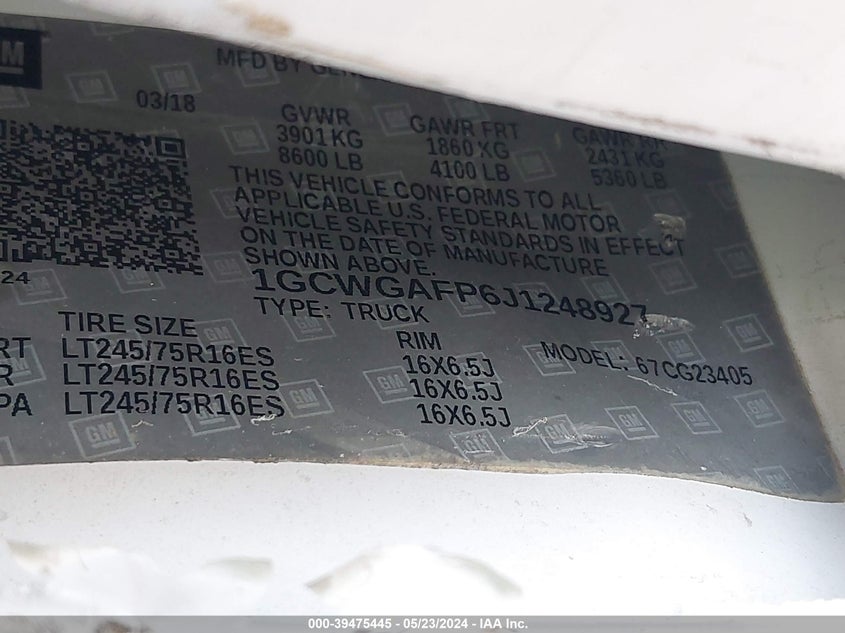 GM
MFD BY
03/18
GVWR
GAWR FRT
GAWR RR
3901 KG
1860 KG
2431 KG
8600 LB
4100 LB
5360 LB
THIS VEHICLE CONFORMS TO ALL
APPLICABLE U.S. FEDERAL MOTOR
VEHICLE SAFETY STANDARDS IN EFFECT
ON THE DATE OF MANUFACTURE
SHOWN ABOVE.
24
1GCWGAFP6J1248927
TYPE: TRUCK
MODEL: 67CG23405
TIRE SIZE
RIM
RT LT245/75R16ES 16X6.5J
R LT245/75R16ES 16X6.5J
PA LT245/75R16ES 16X6.5J
000-39475445 - 05/23/2024 - IAA Inc.